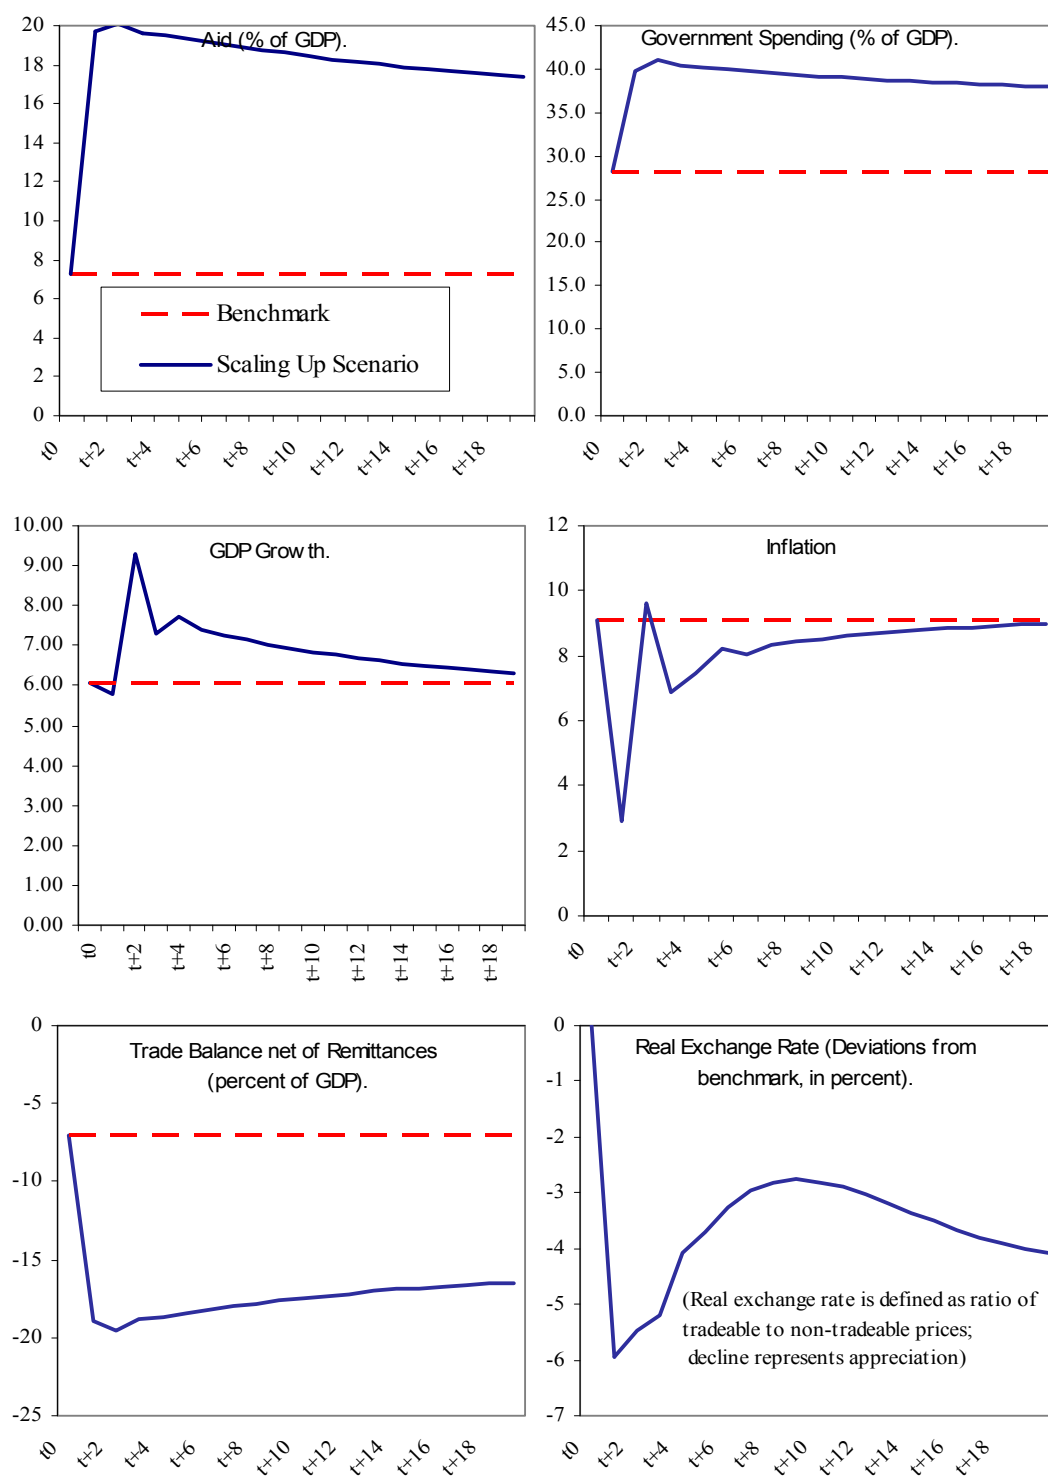 Aid (% of GDP).
20
18
16
14
12
10
8
6
4
2
0
Benchmark
Scaling Up Scenario
t0
t+2
t+4
t+6
t+8
t+10
t+12
t+14
t+16
t+18
Government Spending (% of GDP).
45.0
40.0
35.0
30.0
25.0
20.0
15.0
10.0
5.0
0.0
t0
t+2
t+4
t+6
t+8
t+10
t+12
t+14
t+16
t+18
GDP Growth.
10.00
9.00
8.00
7.00
6.00
5.00
4.00
3.00
2.00
1.00
0.00
t0
t+2
t+4
t+6
t+8
t+10
t+12
t+14
t+16
t+18
Inflation
12
10
8
6
4
2
0
t0
t+2
t+4
t+6
t+8
t+10
t+12
t+14
t+16
t+18
Trade Balance net of Remittances
(percent of GDP).
0
-5
-10
-15
-20
-25
t0
t+2
t+4
t+6
t+8
t+10
t+12
t+14
t+16
t+18
Real Exchange Rate (Deviations from
benchmark, in percent).
0
-1
-2
-3
-4
-5
-6
-7
(Real exchange rate is defined as ratio of
tradeable to non-tradeable prices;
decline represents appreciation)
t0
t+2
t+4
t+6
t+8
t+10
t+12
t+14
t+16
t+18